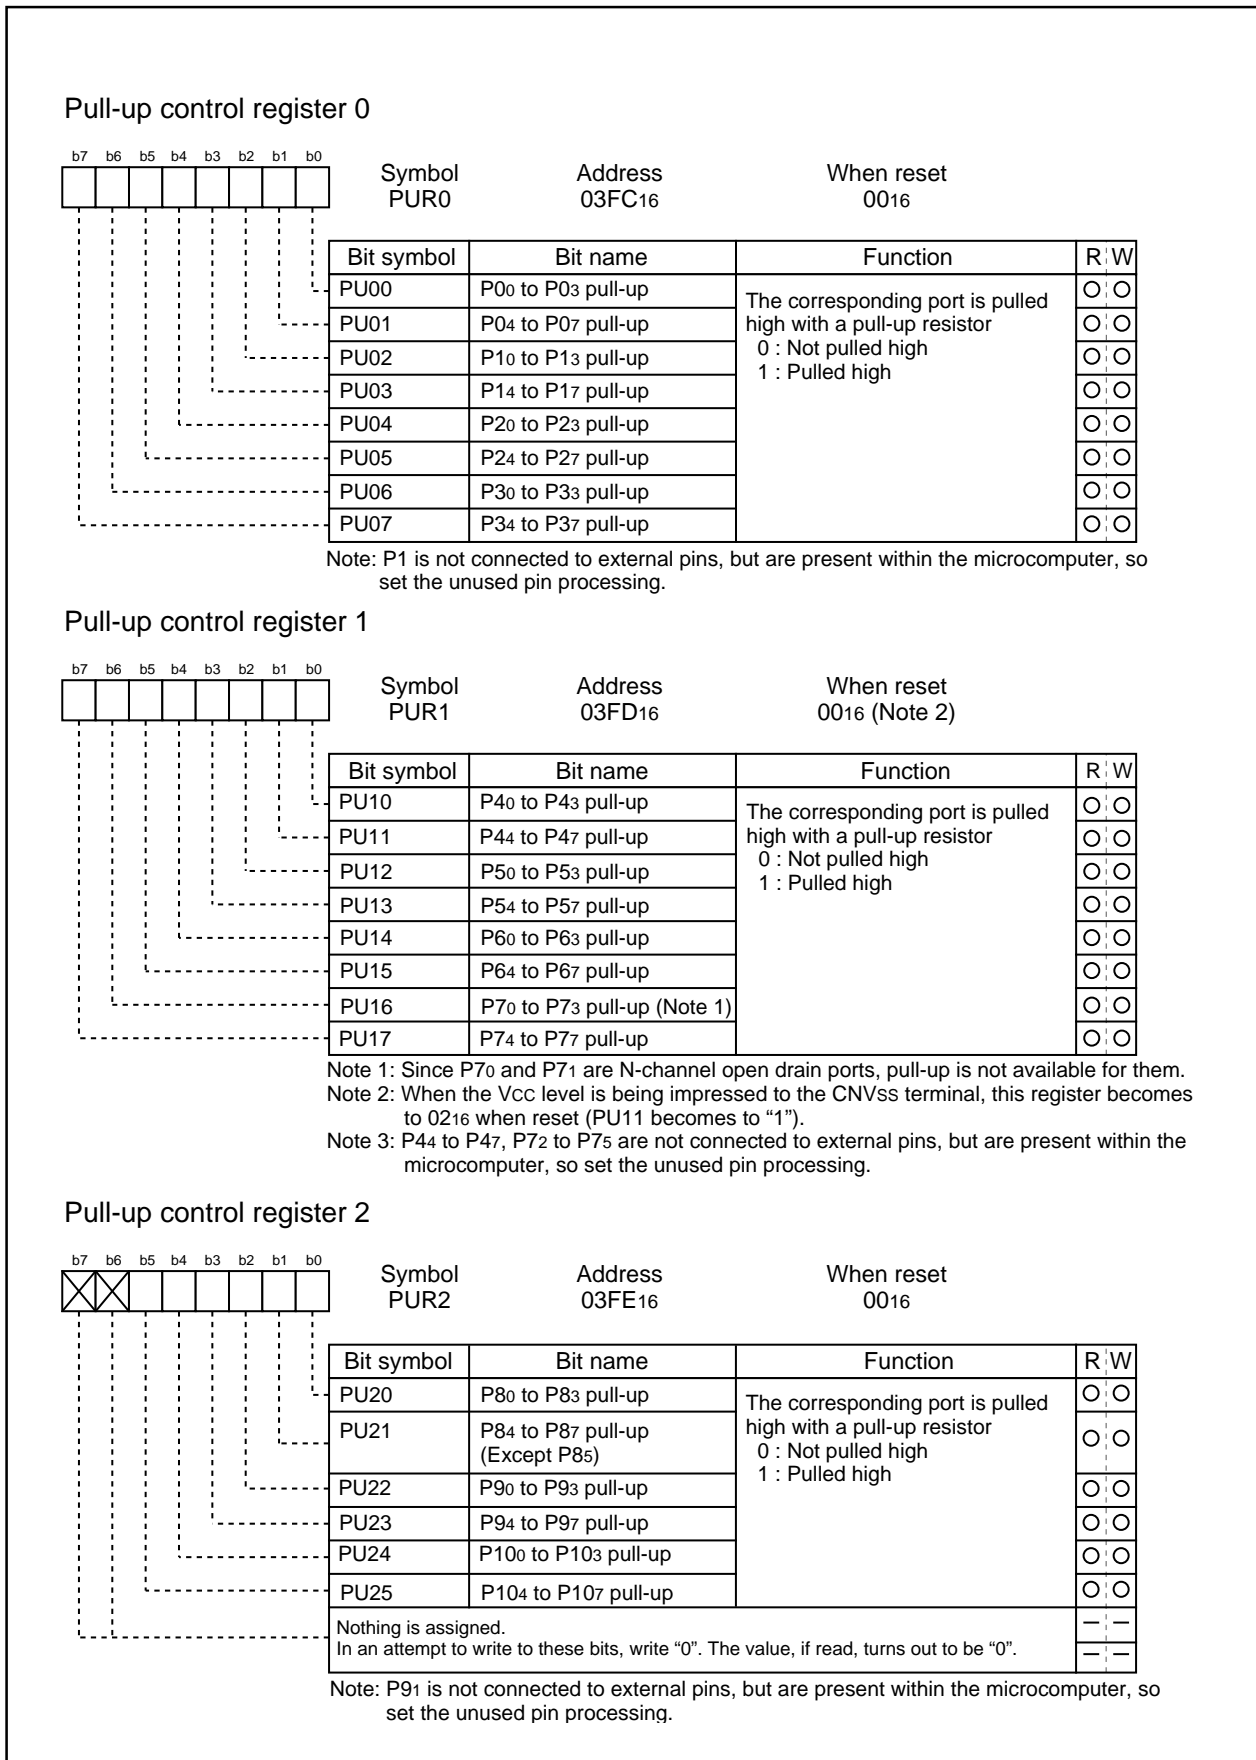 Pull-up control register 0
b7 b6 b5 b4 b3 b2 b1 b0
Symbol Address When reset
PUR0 03FC16 0016
Bit symbol Bit name Function R W
PU00 P00 to P03 pull-up
The corresponding port is pulled
high with a pull-up resistor
0 : Not pulled high
1 : Pulled high
PU01 P04 to P07 pull-up
PU02 P10 to P13 pull-up
PU03 P14 to P17 pull-up
PU04 P20 to P23 pull-up
PU05 P24 to P27 pull-up
PU06 P30 to P33 pull-up
PU07 P34 to P37 pull-up
Note: P1 is not connected to external pins, but are present within the microcomputer, so
set the unused pin processing.
Pull-up control register 1
b7 b6 b5 b4 b3 b2 b1 b0
Symbol Address When reset
PUR1 03FD16 0016 (Note 2)
Bit symbol Bit name Function R W
PU10 P40 to P43 pull-up
The corresponding port is pulled
high with a pull-up resistor
0 : Not pulled high
1 : Pulled high
PU11 P44 to P47 pull-up
PU12 P50 to P53 pull-up
PU13 P54 to P57 pull-up
PU14 P60 to P63 pull-up
PU15 P64 to P67 pull-up
PU16 P70 to P73 pull-up (Note 1)
PU17 P74 to P77 pull-up
Note 1: Since P70 and P71 are N-channel open drain ports, pull-up is not available for them.
Note 2: When the VCC level is being impressed to the CNVSS terminal, this register becomes
to 0216 when reset (PU11 becomes to “1”).
Note 3: P44 to P47, P72 to P75 are not connected to external pins, but are present within the
microcomputer, so set the unused pin processing.
Pull-up control register 2
b7 b6 b5 b4 b3 b2 b1 b0
Symbol Address When reset
PUR2 03FE16 0016
Bit symbol Bit name Function R W
PU20 P80 to P83 pull-up
The corresponding port is pulled
high with a pull-up resistor
0 : Not pulled high
1 : Pulled high
PU21 P84 to P87 pull-up
(Except P85)
PU22 P90 to P93 pull-up
PU23 P94 to P97 pull-up
PU24 P100 to P103 pull-up
PU25 P104 to P107 pull-up
Nothing is assigned.
In an attempt to write to these bits, write “0”. The value, if read, turns out to be “0”.
Note: P91 is not connected to external pins, but are present within the microcomputer, so
set the unused pin processing.